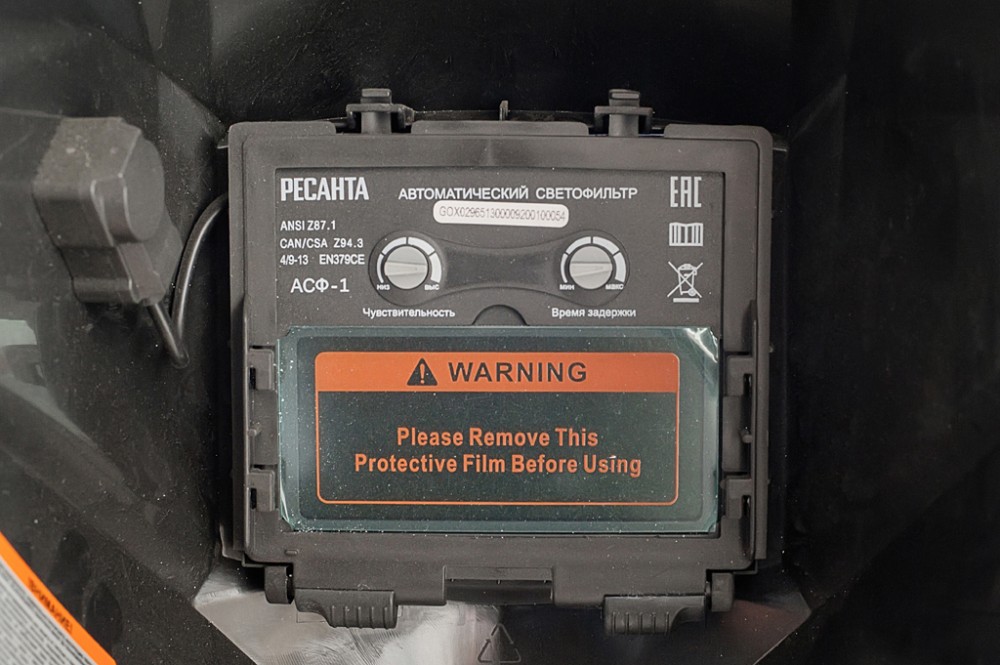 РЕСАНТА
АВТОМАТИЧЕСКИЙ СВЕТОФИЛЬТР
EAC
GOX029651300009200100054
ANSI Z87.1
CAN/CSA Z94.3
4/9-13 EN379CE
АСФ-1
НИЗ ВЫС
МИН МАКС
Чувствительность
Время задержки
WARNING
Please Remove This
Protective Film Before Using